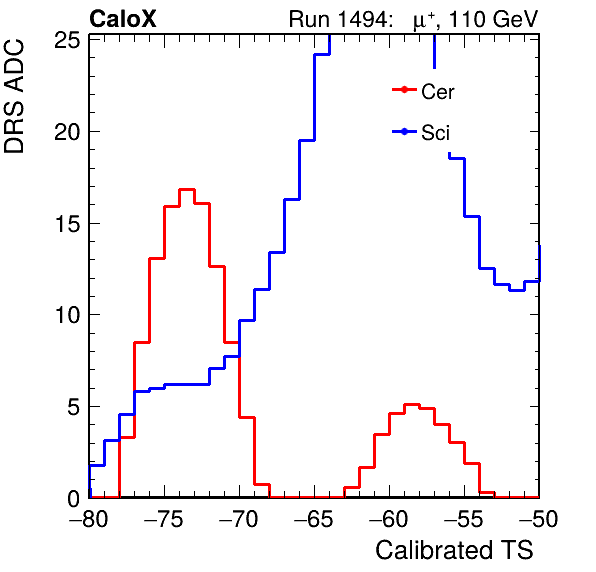 CaloX Run 1494: μ⁺, 110 GeV
DRS ADC
25
20
15
10
5
0
Cer
Sci
−80 −75 −70 −65 −60 −55 −50
Calibrated TS